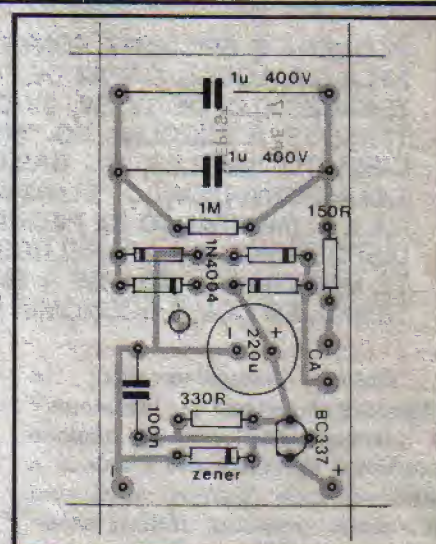 1u 400V
1u 400V
1M
150R
1N4004
- 220u +
CA
330R
100n
BC337
zener
-
+